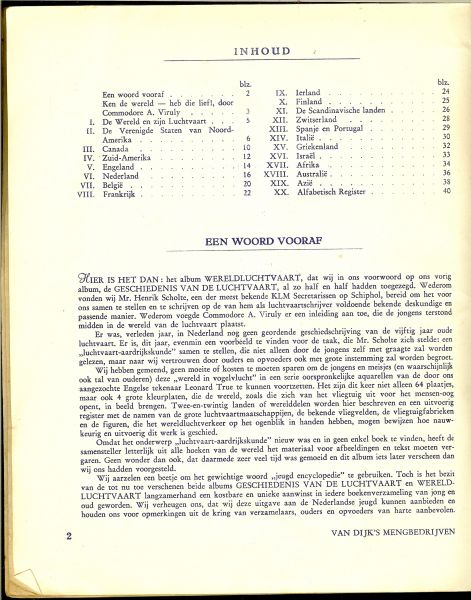 INHOUD
blz.
Een woord vooraf . . . . . . . 2
Ken de wereld — heb die lief!, door
Commodore A. Viruly . . . . . 3
I. De Wereld en zijn Luchtvaart . . 5
II. De Verenigde Staten van Noord-
Amerika . . . . . . . . . 6
III. Canada . . . . . . . . . 10
IV. Zuid-Amerika . . . . . . . 12
V. Engeland . . . . . . . . . 14
VI. Nederland . . . . . . . . 16
VII. België . . . . . . . . . 20
VIII. Frankrijk . . . . . . . . 22
blz.
IX. Ierland . . . . . . . . . 24
X. Finland . . . . . . . . . 25
XI. De Scandinavische landen . . . 26
XII. Zwitserland . . . . . . . 28
XIII. Spanje en Portugal . . . . . 29
XIV. Italië . . . . . . . . . 30
XV. Griekenland . . . . . . . 32
XVI. Israël . . . . . . . . . 33
XVII. Afrika . . . . . . . . . 34
XVIII. Australië . . . . . . . . 36
XIX. Azië . . . . . . . . . . 38
XX. Alfabetisch Register . . . . . 40
EEN WOORD VOORAF
HIER IS HET DAN: het album WERELDLUCHTVAART, dat wij in ons voorwoord op ons vorig
album, de GESCHIEDENIS VAN DE LUCHTVAART, al zo half en half hadden toegezegd. Wederom
vonden wij Mr. Henrik Scholte, een der meest bekende KLM Secretarissen op Schiphol, bereid om het voor
ons samen te stellen en te schrijven op de van hem als luchtvaartschrijver voldoende bekende deskundige en
passende manier. Wederom voegde Commodore A. Viruly er een inleiding aan toe, die de jongens terstond
midden in de wereld van de luchtvaart plaatst.
Er was, verleden jaar, in Nederland nog geen geordende geschiedschrijving van de vijftig jaar oude
luchtvaart. Er is, dit jaar, evenmin een voorbeeld te vinden voor de taak, die Mr. Scholte zich stelde: een
„luchtvaart-aardrijkskunde” samen te stellen, die niet alleen door de jongens zelf met graagte zal worden
gelezen, maar naar wij vertrouwen door ouders en opvoeders ook met grote instemming zal worden begroet.
Wij hebben gemeend, geen moeite of kosten te moeten sparen om de jongens en meisjes (en waarschijnlijk
ook tal van ouderen) deze „wereld in vogelvlucht” in een serie oorspronkelijke aquarellen van de door ons
aangezochte Engelse tekenaar Leonard True te kunnen voortzetten. Het zijn dit keer niet alleen 64 plaatjes,
maar ook 4 grote kleurplaten, die de wereld, zoals die zich van het vliegtuig uit voor het mensen-oog
opent, in beeld brengen. Twee-en-twintig landen of werelddelen worden hier beschreven en een uitvoerig
register met de namen van de grote luchtvaartmaatschappijen, de bekende vliegvelden, de vliegtuigfabrieken
en de figuren, die het wereldluchtverkeer op het ogenblik in handen hebben, mogen bewijzen hoe nauw-
keurig en uitvoerig dit werk is geschied.
Omdat het onderwerp „luchtvaart-aardrijkskunde” nieuw was en in geen enkel boek te vinden, heeft de
samensteller letterlijk uit alle hoeken van de wereld het materiaal voor afbeeldingen en tekst moeten ver-
garen. Geen wonder dan ook, dat daarmede zeer veel tijd was gemoeid en dit album iets later verscheen dan
wij ons hadden voorgesteld.
Wij aarzelen een beetje om het gewichtige woord „jeugd encyclopedie” te gebruiken. Toch is het bezit
van de tot nu toe verschenen beide albums GESCHIEDENIS VAN DE LUCHTVAART en WERELD-
LUCHTVAART langzamerhand een kostbare en unieke aanwinst in iedere boekenverzameling van jong en
oud geworden. Wij verheugen ons, dat wij deze uitgave aan de Nederlandse jeugd kunnen aanbieden en
houden ons voor opmerkingen uit de kring van verzamelaars, ouders en opvoeders van harte aanbevolen.
2
VAN DIJK'S MENGBEDRIJVEN